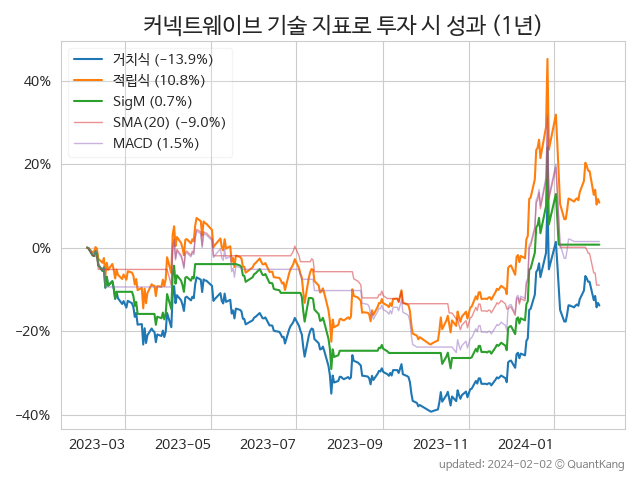 커넥트웨이브 기술 지표로 투자 시 성과 (1년)
거치식 (−13.9%)
적립식 (10.8%)
SigM (0.7%)
SMA(20) (−9.0%)
MACD (1.5%)
40%
20%
0%
−20%
−40%
2023-03 2023-05 2023-07 2023-09 2023-11 2024-01
updated: 2024-02-02 © QuantKang